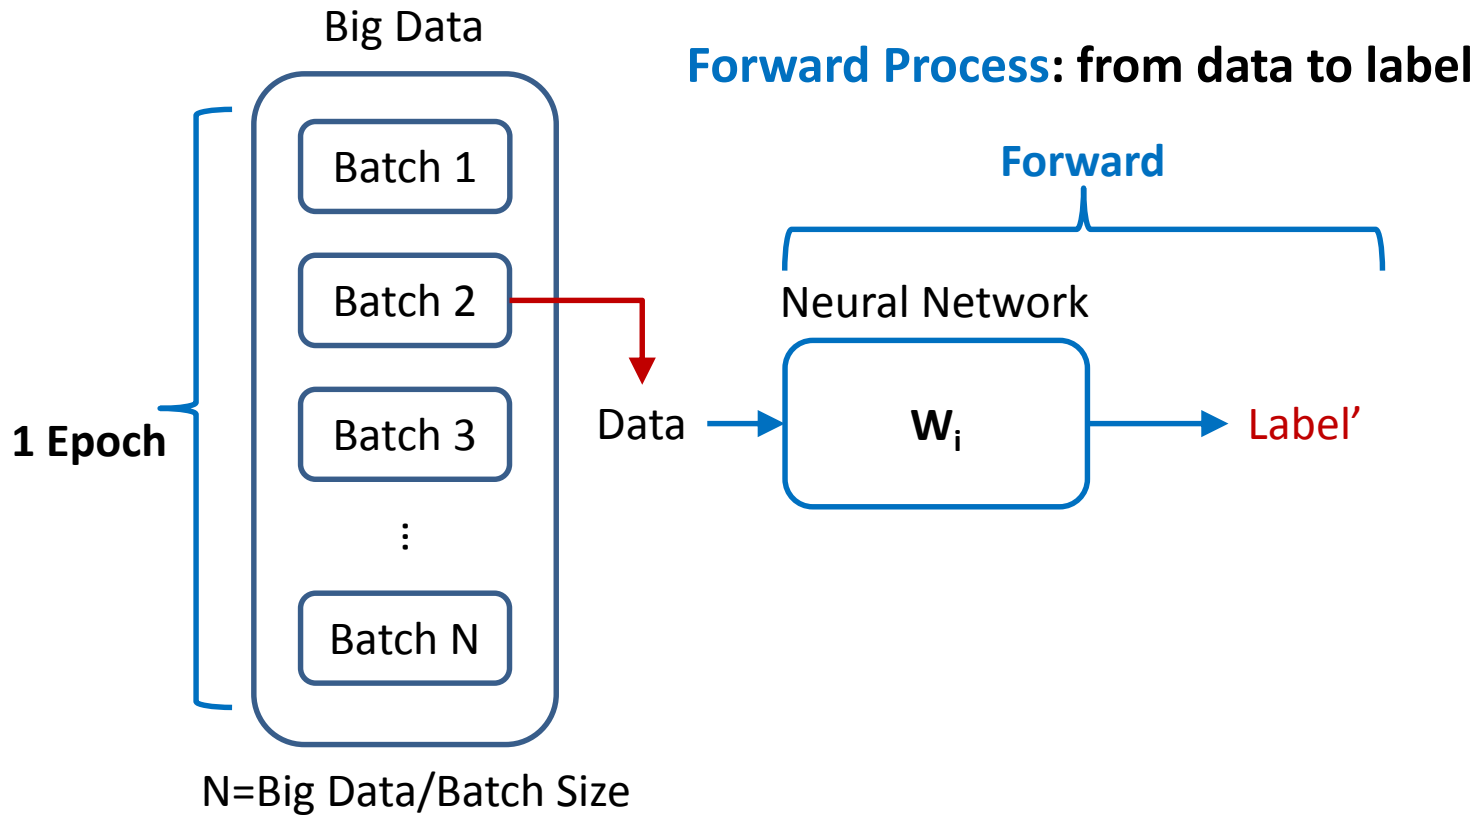 Big Data
Forward Process: from data to label
Batch 1
Forward
Batch 2
Neural Network
1 Epoch
Batch 3
Data
Wi
Label’
⋮
Batch N
N=Big Data/Batch Size